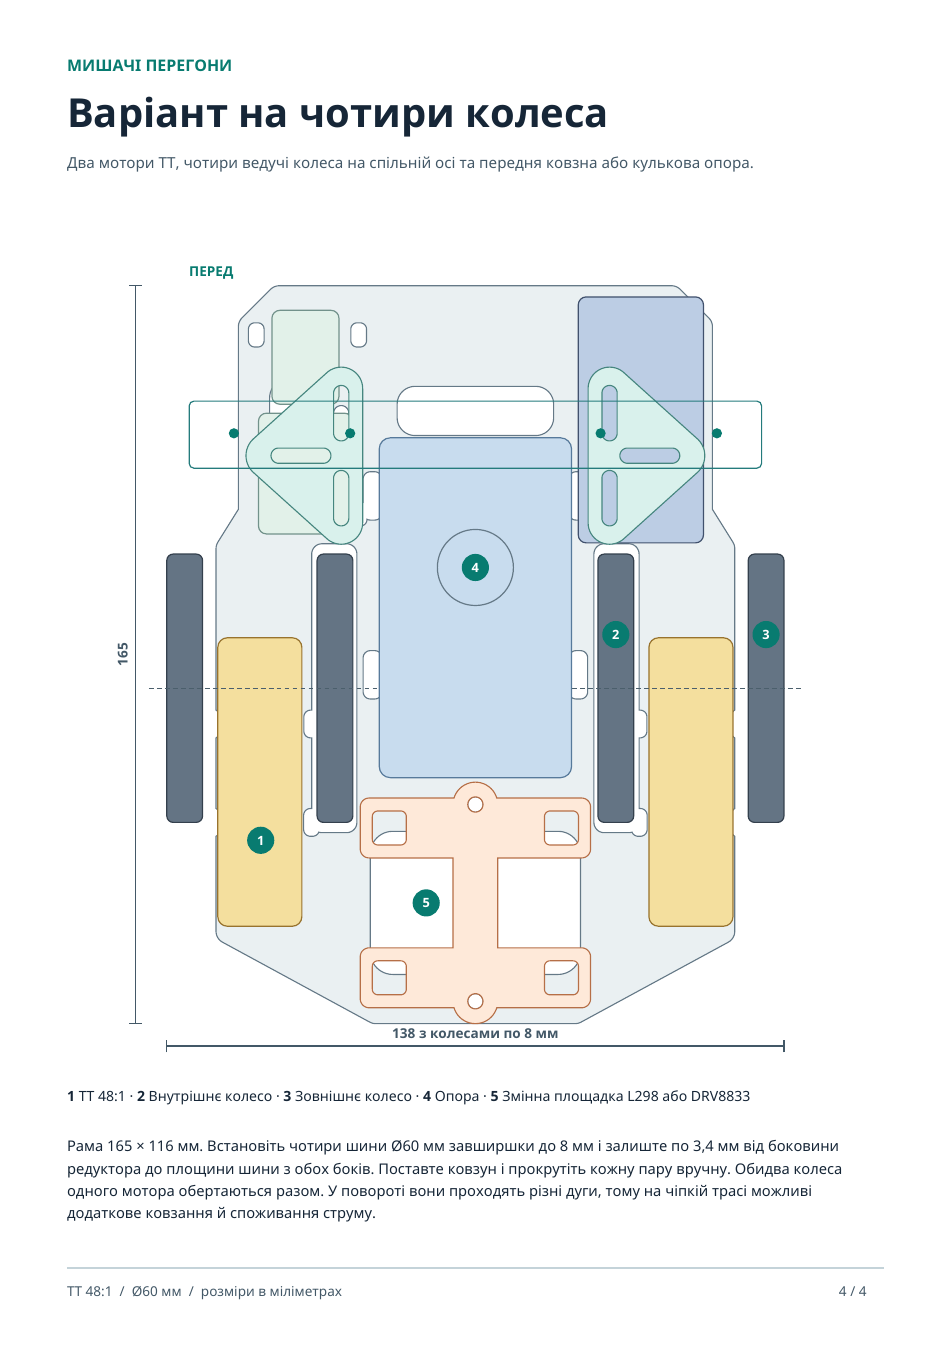 МИШАЧІ ПЕРЕГОНИ
Варіант на чотири колеса
Два мотори TT, чотири ведучі колеса на спільній осі та передня ковзна або кулькова опора.
ПЕРЕД
4
2
3
165
1
5
138 з колесами по 8 мм
1 TT 48:1 · 2 Внутрішнє колесо · 3 Зовнішнє колесо · 4 Опора · 5 Змінна площадка L298 або DRV8833
Рама 165 × 116 мм. Встановіть чотири шини Ø60 мм завширшки до 8 мм і залиште по 3,4 мм від боковини
редуктора до площини шини з обох боків. Поставте ковзун і прокрутіть кожну пару вручну. Обидва колеса
одного мотора обертаються разом. У повороті вони проходять різні дуги, тому на чіпкій трасі можливі
додаткове ковзання й споживання струму.
TT 48:1 / Ø60 мм / розміри в міліметрах
4 / 4